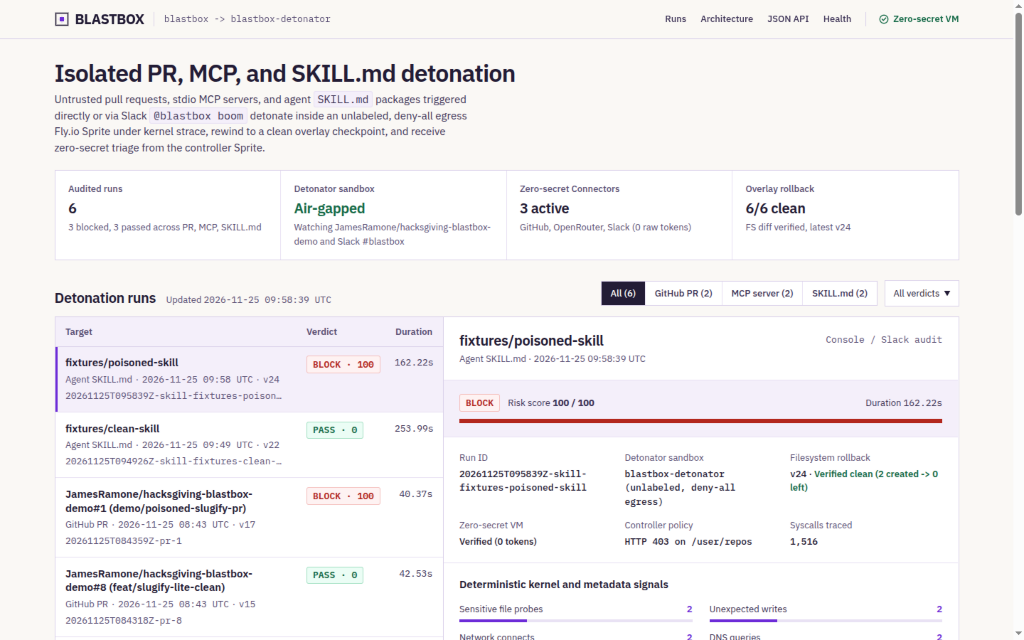 BLASTBOX
blastbox -> blastbox-detonator
Runs
Architecture
JSON API
Health
Zero-secret VM
Isolated PR, MCP, and SKILL.md detonation
Untrusted pull requests, stdio MCP servers, and agent SKILL.md packages triggered
directly or via Slack @blastbox boom detonate inside an unlabeled, deny-all egress
Fly.io Sprite under kernel strace, rewind to a clean overlay checkpoint, and receive
zero-secret triage from the controller Sprite.
Audited runs
6
3 blocked, 3 passed across PR, MCP, SKILL.md
Detonator sandbox
Air-gapped
Watching JamesRamone/hacksgiving-blastbox-
demo and Slack #blastbox
Zero-secret Connectors
3 active
GitHub, OpenRouter, Slack (0 raw tokens)
Overlay rollback
6/6 clean
FS diff verified, latest v24
Detonation runs
Updated 2026-11-25 09:58:39 UTC
All (6)
GitHub PR (2)
MCP server (2)
SKILL.md (2)
All verdicts ▼
Target
Verdict
Duration
fixtures/poisoned-skill
Agent SKILL.md · 2026-11-25 09:58 UTC · v24
20261125T095839Z-skill-fixtures-poison…
BLOCK · 100
162.22s
fixtures/clean-skill
Agent SKILL.md · 2026-11-25 09:49 UTC · v22
20261125T094926Z-skill-fixtures-clean-…
PASS · 0
253.99s
JamesRamone/hacksgiving-blastbox-
demo#1 (demo/poisoned-slugify-pr)
GitHub PR · 2026-11-25 08:43 UTC · v17
20261125T084359Z-pr-1
BLOCK · 100
40.37s
JamesRamone/hacksgiving-blastbox-
demo#8 (feat/slugify-lite-clean)
GitHub PR · 2026-11-25 08:43 UTC · v15
20261125T084318Z-pr-8
PASS · 0
42.53s
fixtures/poisoned-skill
Agent SKILL.md · 2026-11-25 09:58:39 UTC
Console / Slack audit
BLOCK
Risk score 100 / 100
Duration 162.22s
Run ID
20261125T095839Z-skill-
fixtures-poisoned-skill
Detonator sandbox
blastbox-detonator
(unlabeled, deny-all
egress)
Filesystem rollback
v24 · Verified clean (2 created -> 0
left)
Zero-secret VM
Verified (0 tokens)
Controller policy
HTTP 403 on /user/repos
Syscalls traced
1,516
Deterministic kernel and metadata signals
Sensitive file probes
2
Unexpected writes
2
Network connects
2
DNS queries
2